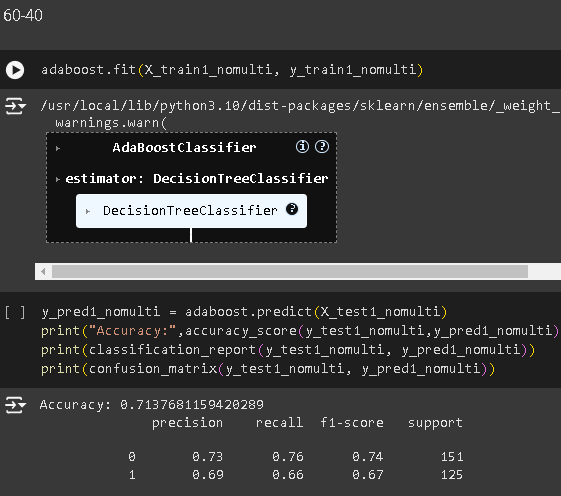 60-40
adaboost.fit(X_train1_nomulti, y_train1_nomulti)
/usr/local/lib/python3.10/dist-packages/sklearn/ensemble/_weight_
warnings.warn(
AdaBoostClassifier
estimator: DecisionTreeClassifier
DecisionTreeClassifier
[ ] y_pred1_nomulti = adaboost.predict(X_test1_nomulti)
print("Accuracy:",accuracy_score(y_test1_nomulti,y_pred1_nomulti)
print(classification_report(y_test1_nomulti, y_pred1_nomulti))
print(confusion_matrix(y_test1_nomulti, y_pred1_nomulti))
Accuracy: 0.7137681159420289
precision recall f1-score support
0 0.73 0.76 0.74 151
1 0.69 0.66 0.67 125